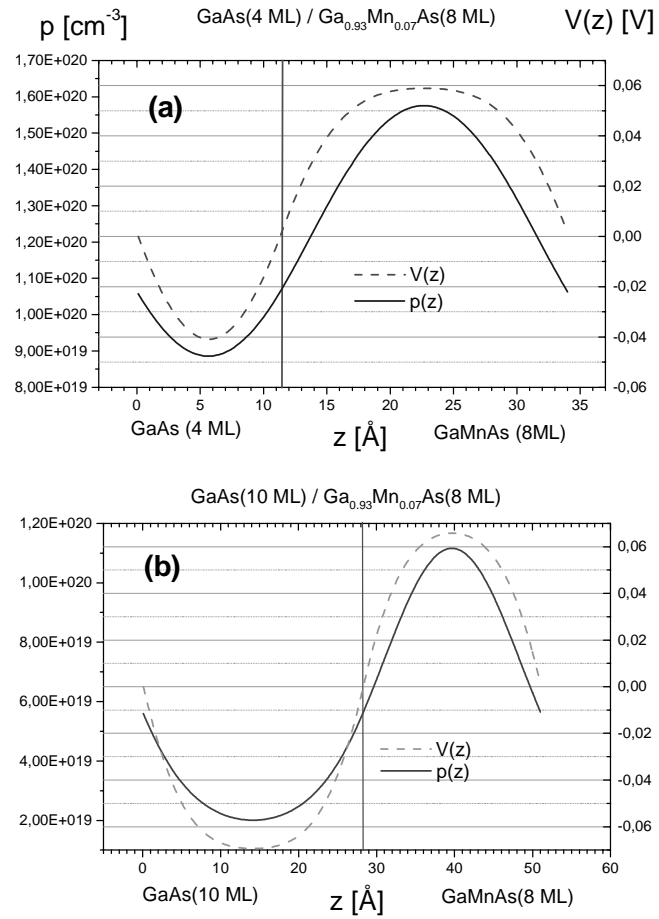 p [cm-3]
GaAs(4 ML) / Ga0.93Mn0.07As(8 ML)
V(z) [V]
1,70E+020
1,60E+020
1,50E+020
1,40E+020
1,30E+020
1,20E+020
1,10E+020
1,00E+020
9,00E+019
8,00E+019
(a)
V(z)
p(z)
0,06
0,04
0,02
0,00
-0,02
-0,04
-0,06
0 5 10 15 20 25 30 35
GaAs (4 ML) z [Å] GaMnAs (8ML)
GaAs(10 ML) / Ga0.93Mn0.07As(8 ML)
1,20E+020
1,00E+020
8,00E+019
6,00E+019
4,00E+019
2,00E+019
(b)
V(z)
p(z)
0,06
0,04
0,02
0,00
-0,02
-0,04
-0,06
0 10 20 30 40 50 60
GaAs(10 ML) z [Å] GaMnAs(8 ML)